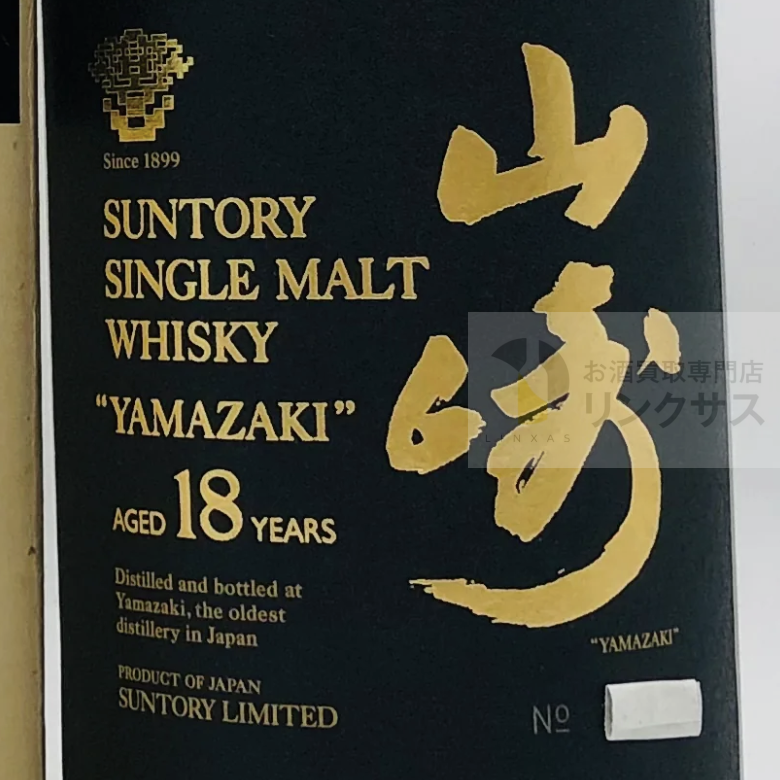 Since 1899
SUNTORY
SINGLE MALT
WHISKY
“YAMAZAKI”
AGED 18 YEARS
Distilled and bottled at
Yamazaki, the oldest
distillery in Japan
PRODUCT OF JAPAN
SUNTORY LIMITED
山崎
“YAMAZAKI”
Nº
お酒買取専門店
リンクサス
LINXAS